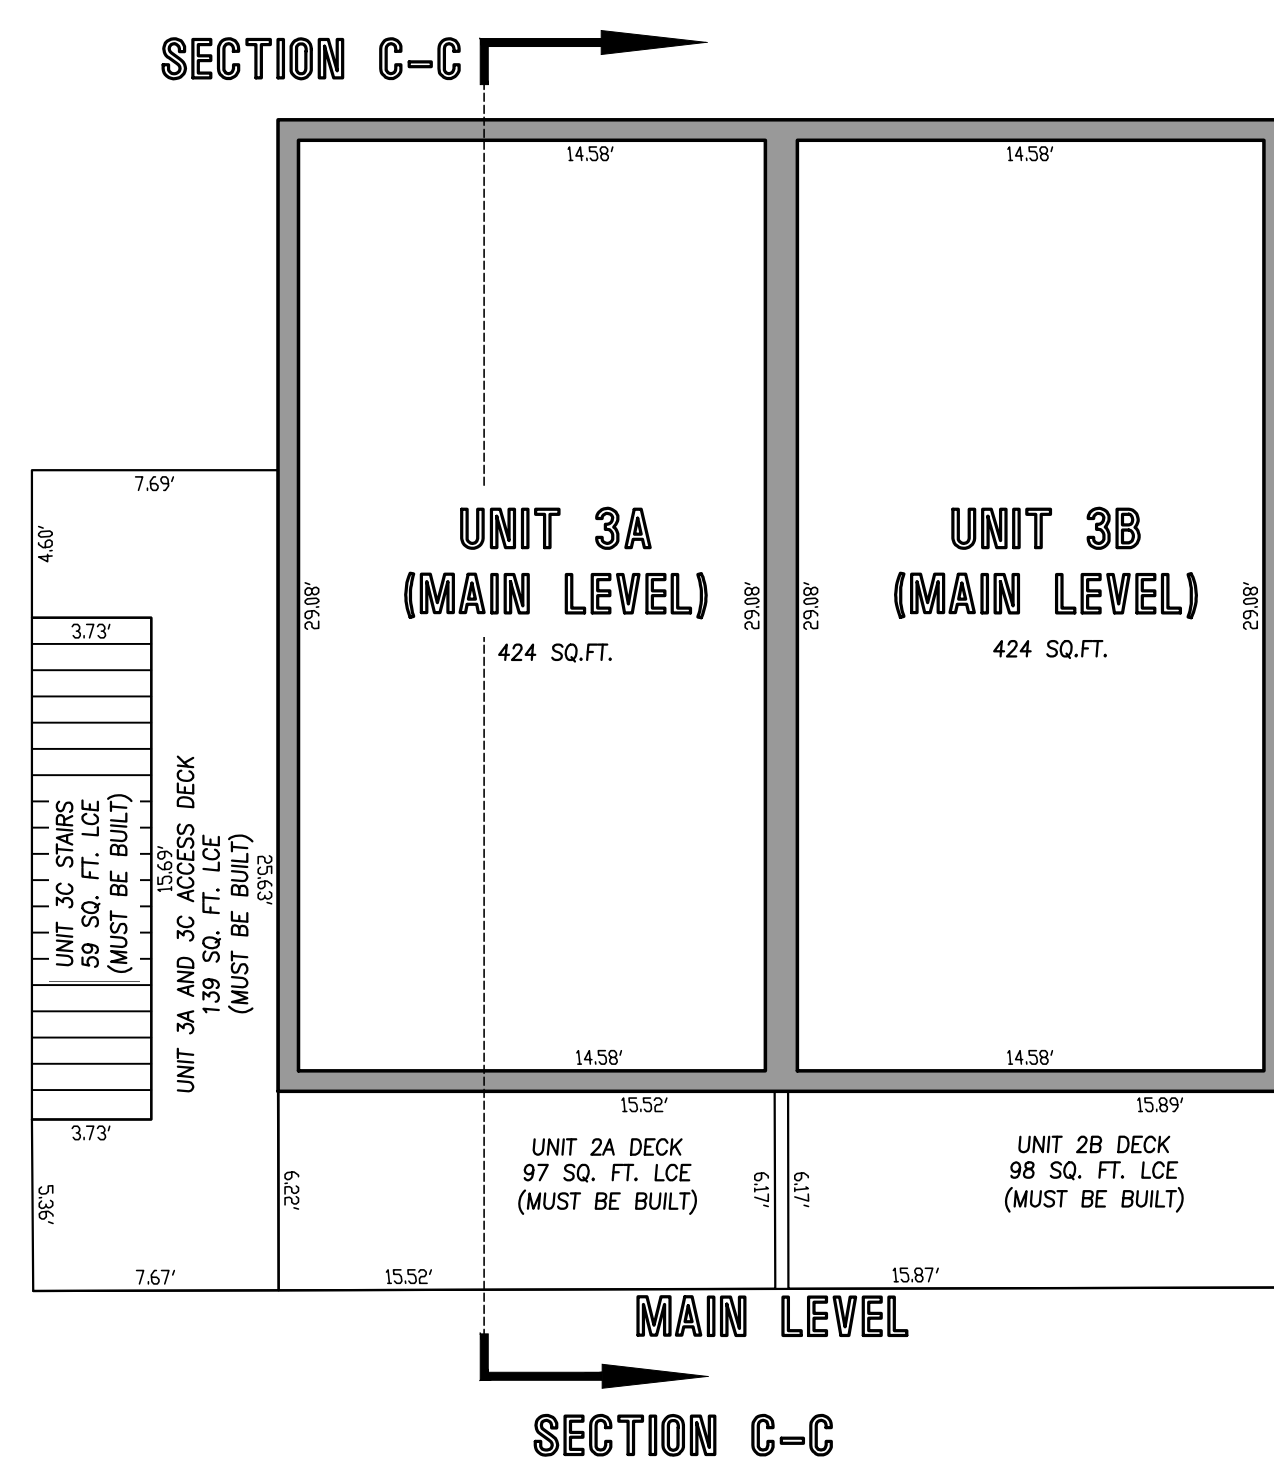 SECTION C-C
14.58'
14.58'
7.69'
4.60'
UNIT 3A
(MAIN LEVEL)
424 SQ.FT.
29.08'
29.08'
UNIT 3B
(MAIN LEVEL)
424 SQ.FT.
29.08'
29.08'
3.73'
UNIT 3C STAIRS
59 SQ. FT. LCE
(MUST BE BUILT)
15.69'
UNIT 3A AND 3C ACCESS DECK
139 SQ. FT. LCE
(MUST BE BUILT)
25.63'
14.58'
14.58'
3.73'
15.52'
15.89'
UNIT 2A DECK
97 SQ. FT. LCE
(MUST BE BUILT)
UNIT 2B DECK
98 SQ. FT. LCE
(MUST BE BUILT)
5.36'
6.22'
6.17'
6.17'
7.67'
15.52'
15.87'
MAIN LEVEL
SECTION C-C